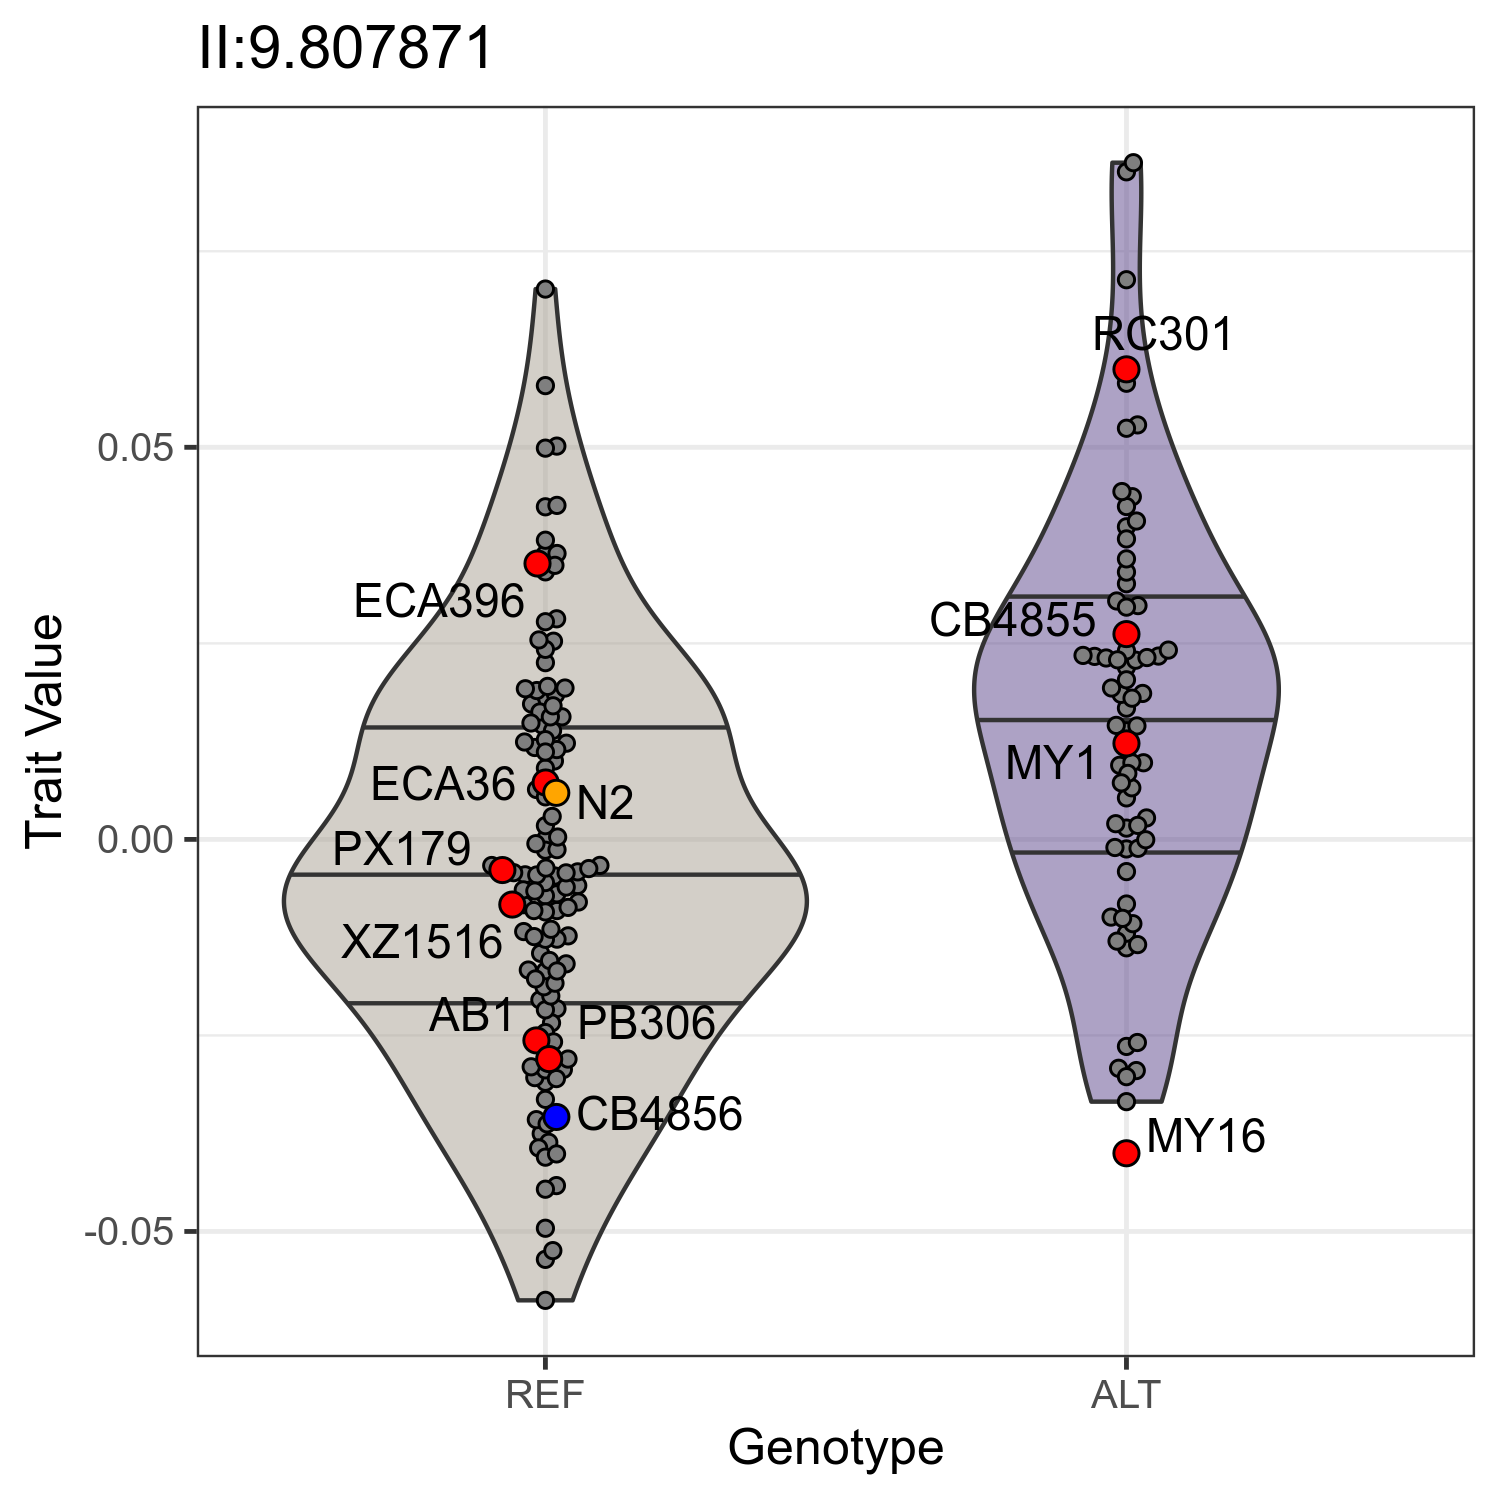 II:9.807871
Trait Value
0.05
0.00
-0.05
RC301
ECA396
CB4855
ECA36
N2
MY1
PX179
XZ1516
AB1
PB306
CB4856
MY16
REF
ALT
Genotype